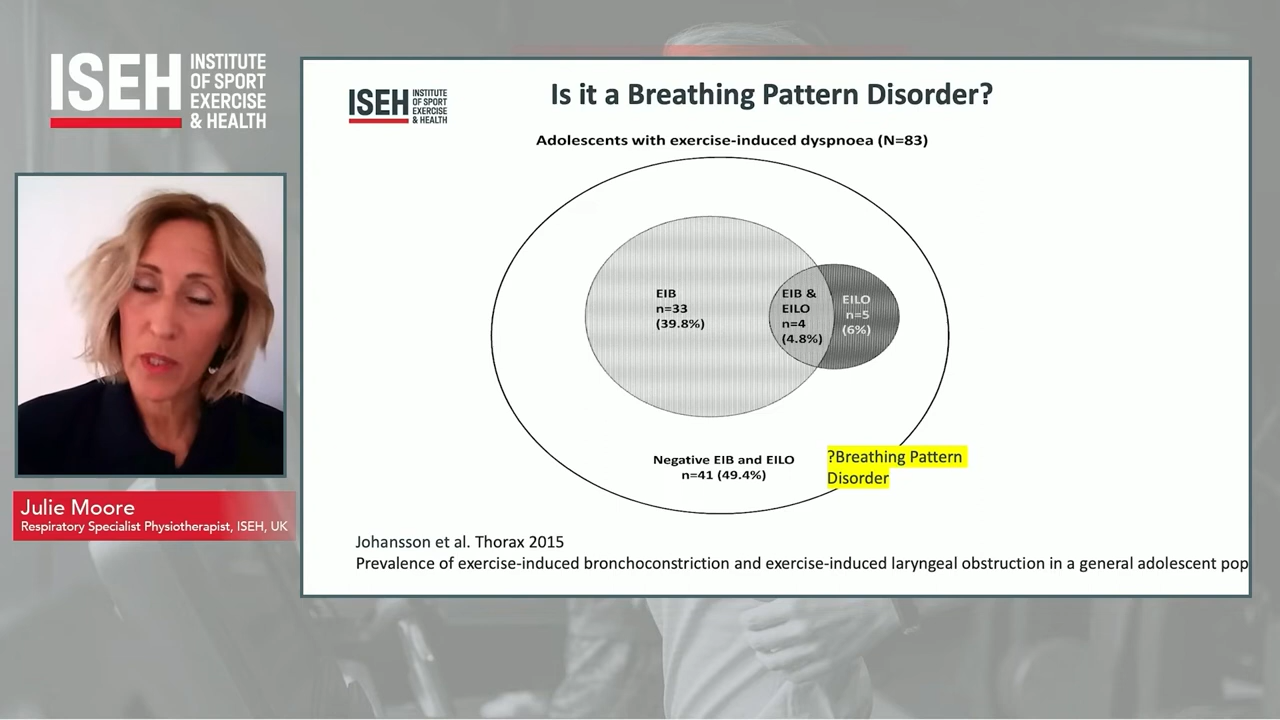 ISEH
INSTITUTE
OF SPORT
EXERCISE
& HEALTH
Julie Moore
Respiratory Specialist Physiotherapist, ISEH, UK
ISEH
INSTITUTE
OF SPORT
EXERCISE
& HEALTH
Is it a Breathing Pattern Disorder?
Adolescents with exercise-induced dyspnoea (N=83)
EIB
n=33
(39.8%)
EIB &
EILO
n=4
(4.8%)
EILO
n=5
(6%)
Negative EIB and EILO
n=41 (49.4%)
?Breathing Pattern
Disorder
Johansson et al. Thorax 2015
Prevalence of exercise-induced bronchoconstriction and exercise-induced laryngeal obstruction in a general adolescent pop